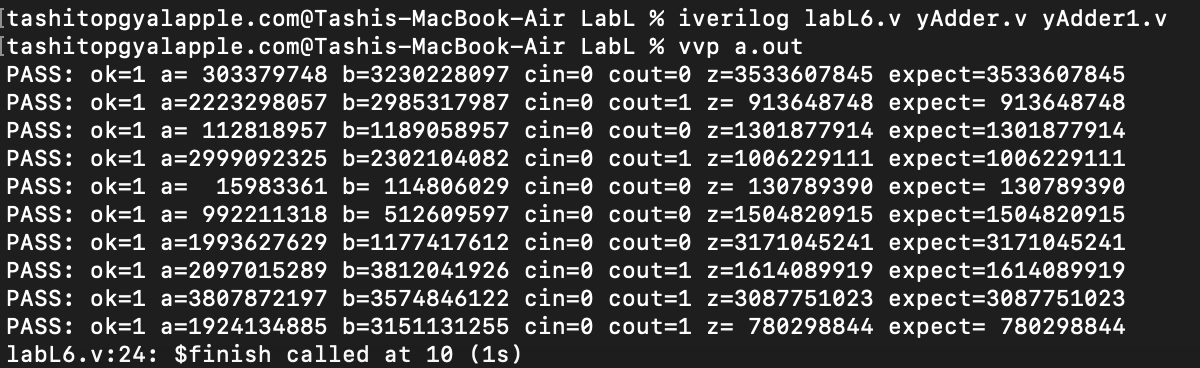 [tashitopgyalapple.com@Tashis-MacBook-Air LabL % iverilog labL6.v yAdder.v yAdder1.v
[tashitopgyalapple.com@Tashis-MacBook-Air LabL % vvp a.out
PASS: ok=1 a= 303379748 b=3230228097 cin=0 cout=0 z=3533607845 expect=3533607845
PASS: ok=1 a=2223298057 b=2985317987 cin=0 cout=1 z= 913648748 expect= 913648748
PASS: ok=1 a= 112818957 b=1189058957 cin=0 cout=0 z=1301877914 expect=1301877914
PASS: ok=1 a=2999092325 b=2302104082 cin=0 cout=1 z=1006229111 expect=1006229111
PASS: ok=1 a=  15983361 b= 114806029 cin=0 cout=0 z= 130789390 expect= 130789390
PASS: ok=1 a= 992211318 b= 512609597 cin=0 cout=0 z=1504820915 expect=1504820915
PASS: ok=1 a=1993627629 b=1177417612 cin=0 cout=0 z=3171045241 expect=3171045241
PASS: ok=1 a=2097015289 b=3812041926 cin=0 cout=1 z=1614089919 expect=1614089919
PASS: ok=1 a=3807872197 b=3574846122 cin=0 cout=1 z=3087751023 expect=3087751023
PASS: ok=1 a=1924134885 b=3151131255 cin=0 cout=1 z= 780298844 expect= 780298844
labL6.v:24: $finish called at 10 (1s)